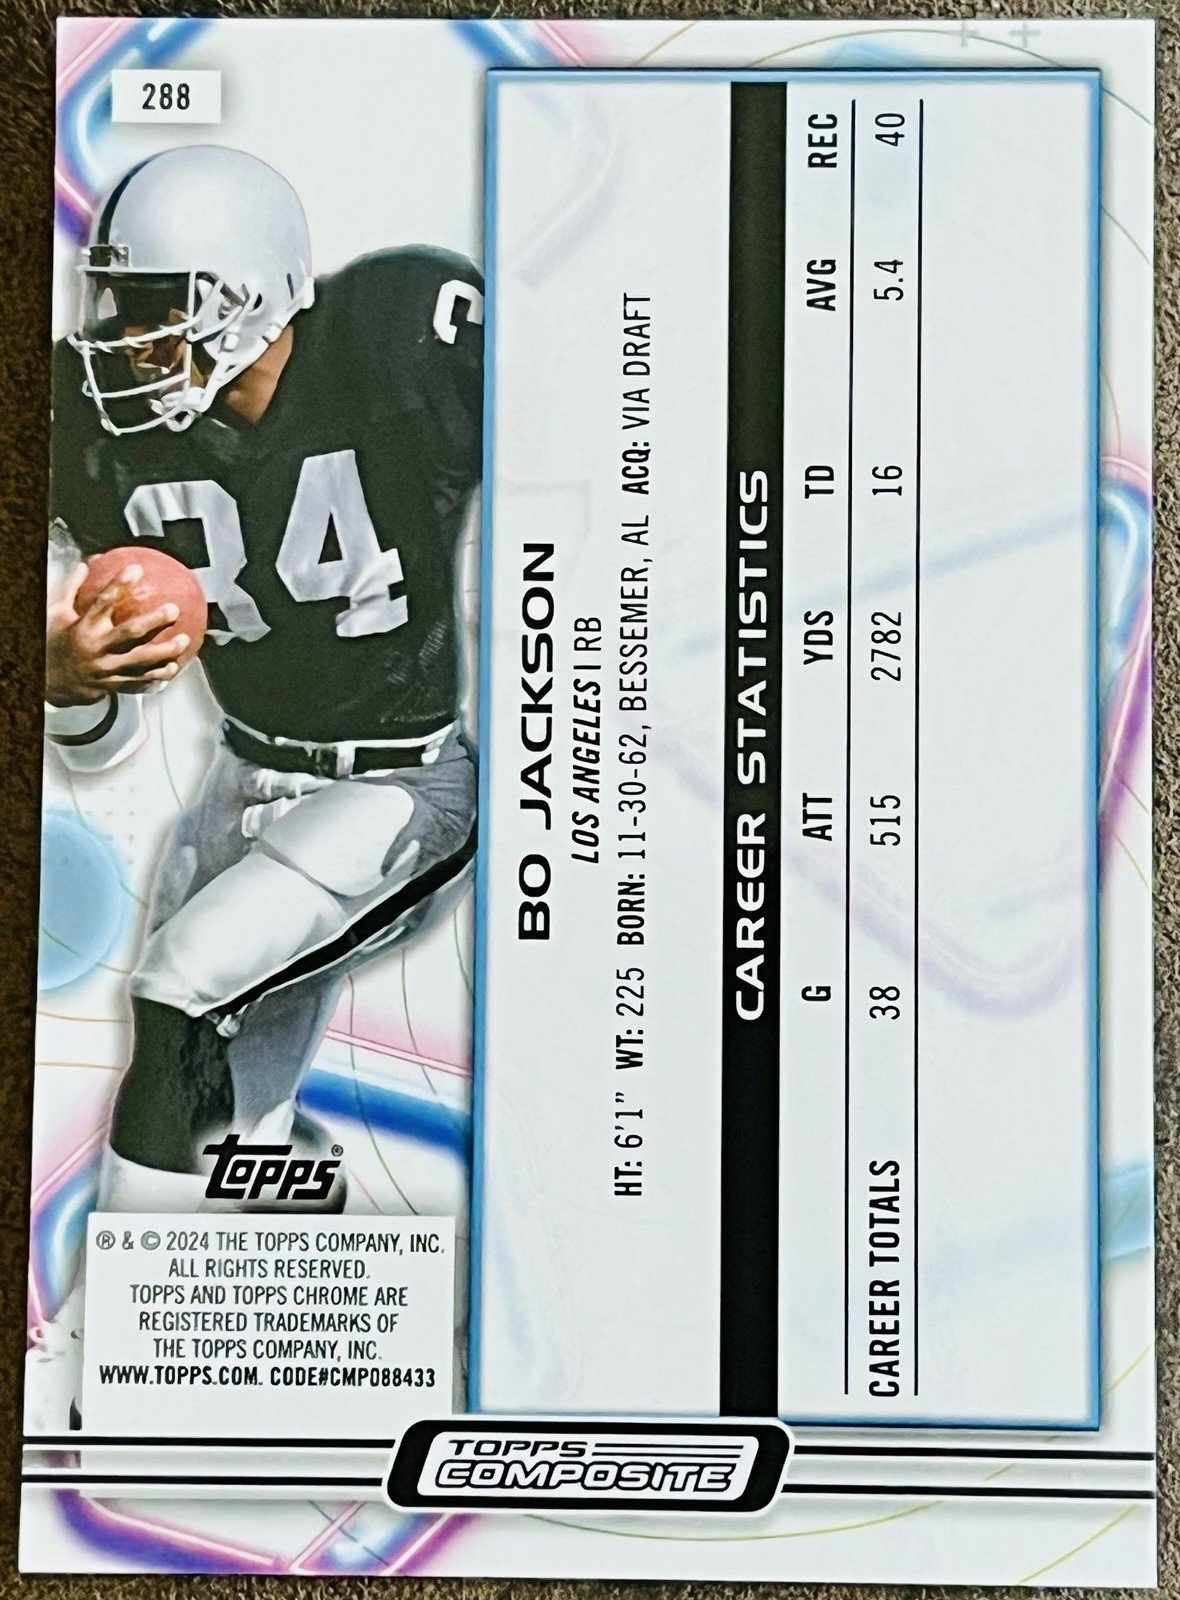 288
34
TOPPS®
® & © 2024 THE TOPPS COMPANY, INC.
ALL RIGHTS RESERVED.
TOPPS AND TOPPS CHROME ARE
REGISTERED TRADEMARKS OF
THE TOPPS COMPANY, INC.
WWW.TOPPS.COM. CODE#CMP088433
BO JACKSON
LOS ANGELES | RB
HT: 6'1" WT: 225 BORN: 11-30-62, BESSEMER, AL ACQ: VIA DRAFT
CAREER STATISTICS
G ATT YDS TD AVG REC
CAREER TOTALS 38 515 2782 16 5.4 40
TOPPS
COMPOSITE